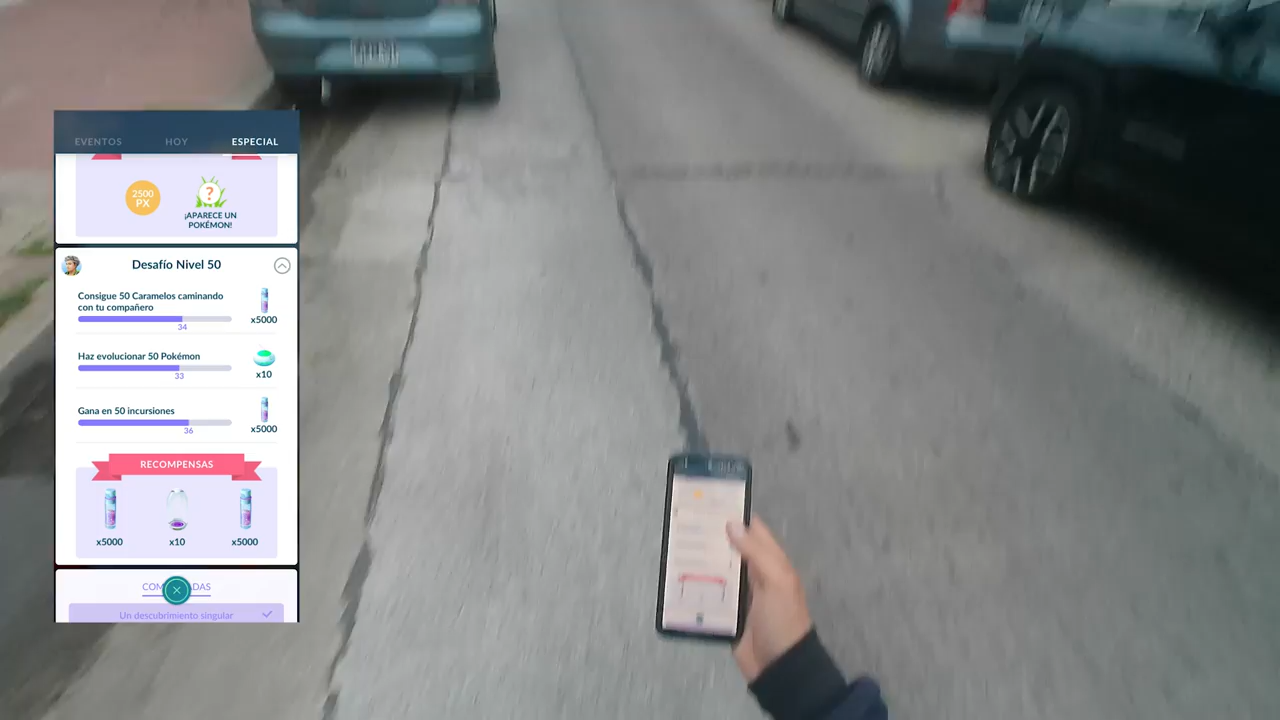 EVENTOS HOY ESPECIAL
2500
PX
¡APARECE UN
POKÉMON!
Desafío Nivel 50
Consigue 50 Caramelos caminando
con tu compañero
34
x5000
Haz evolucionar 50 Pokémon
33
x10
Gana en 50 incursiones
36
x5000
RECOMPENSAS
x5000 x10 x5000
Un descubrimiento singular